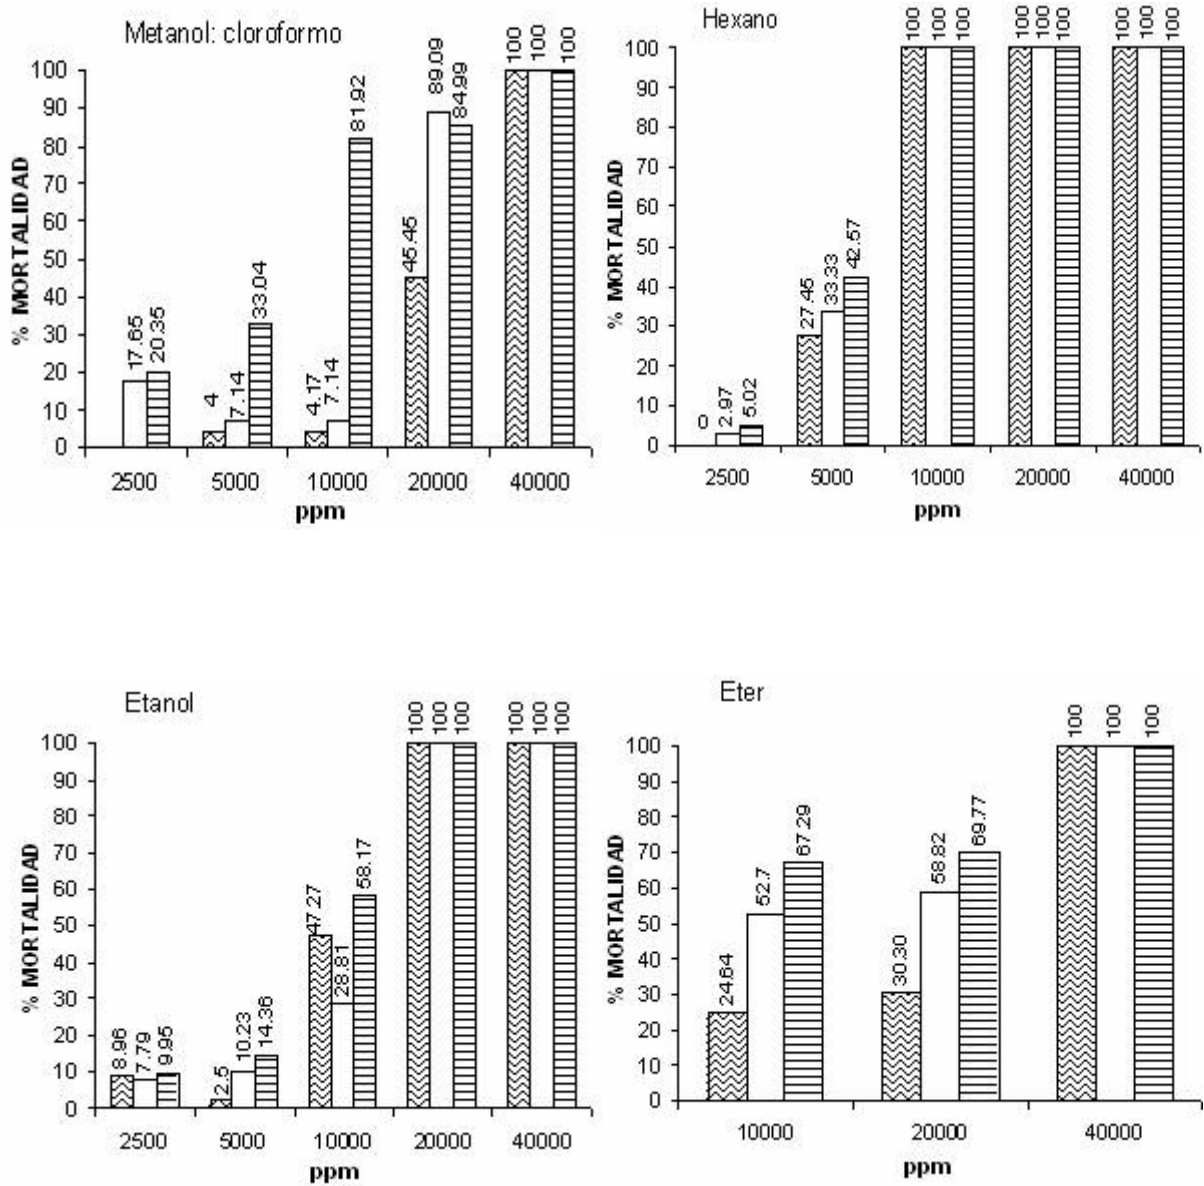 Metanol: cloroformo
% MORTALIDAD
100
90
80
70
60
50
40
30
20
10
0
17.65 20.35
4 7.14 33.04
4.17 7.14 81.92
45.45 89.09 84.99
100 100 100
2500 5000 10000 20000 40000
ppm
Hexano
% MORTALIDAD
100
90
80
70
60
50
40
30
20
10
0
0 2.97 5.02
27.45 33.33 42.57
100 100 100
100 100 100
100 100 100
2500 5000 10000 20000 40000
ppm
Etanol
% MORTALIDAD
100
90
80
70
60
50
40
30
20
10
0
8.96 7.79 9.95
2.5 10.23 14.36
47.27 28.81 58.17
100 100 100
100 100 100
2500 5000 10000 20000 40000
ppm
Eter
% MORTALIDAD
100
90
80
70
60
50
40
30
20
10
0
24.64 52.7 67.29
30.30 58.82 69.77
100 100 100
10000 20000 40000
ppm